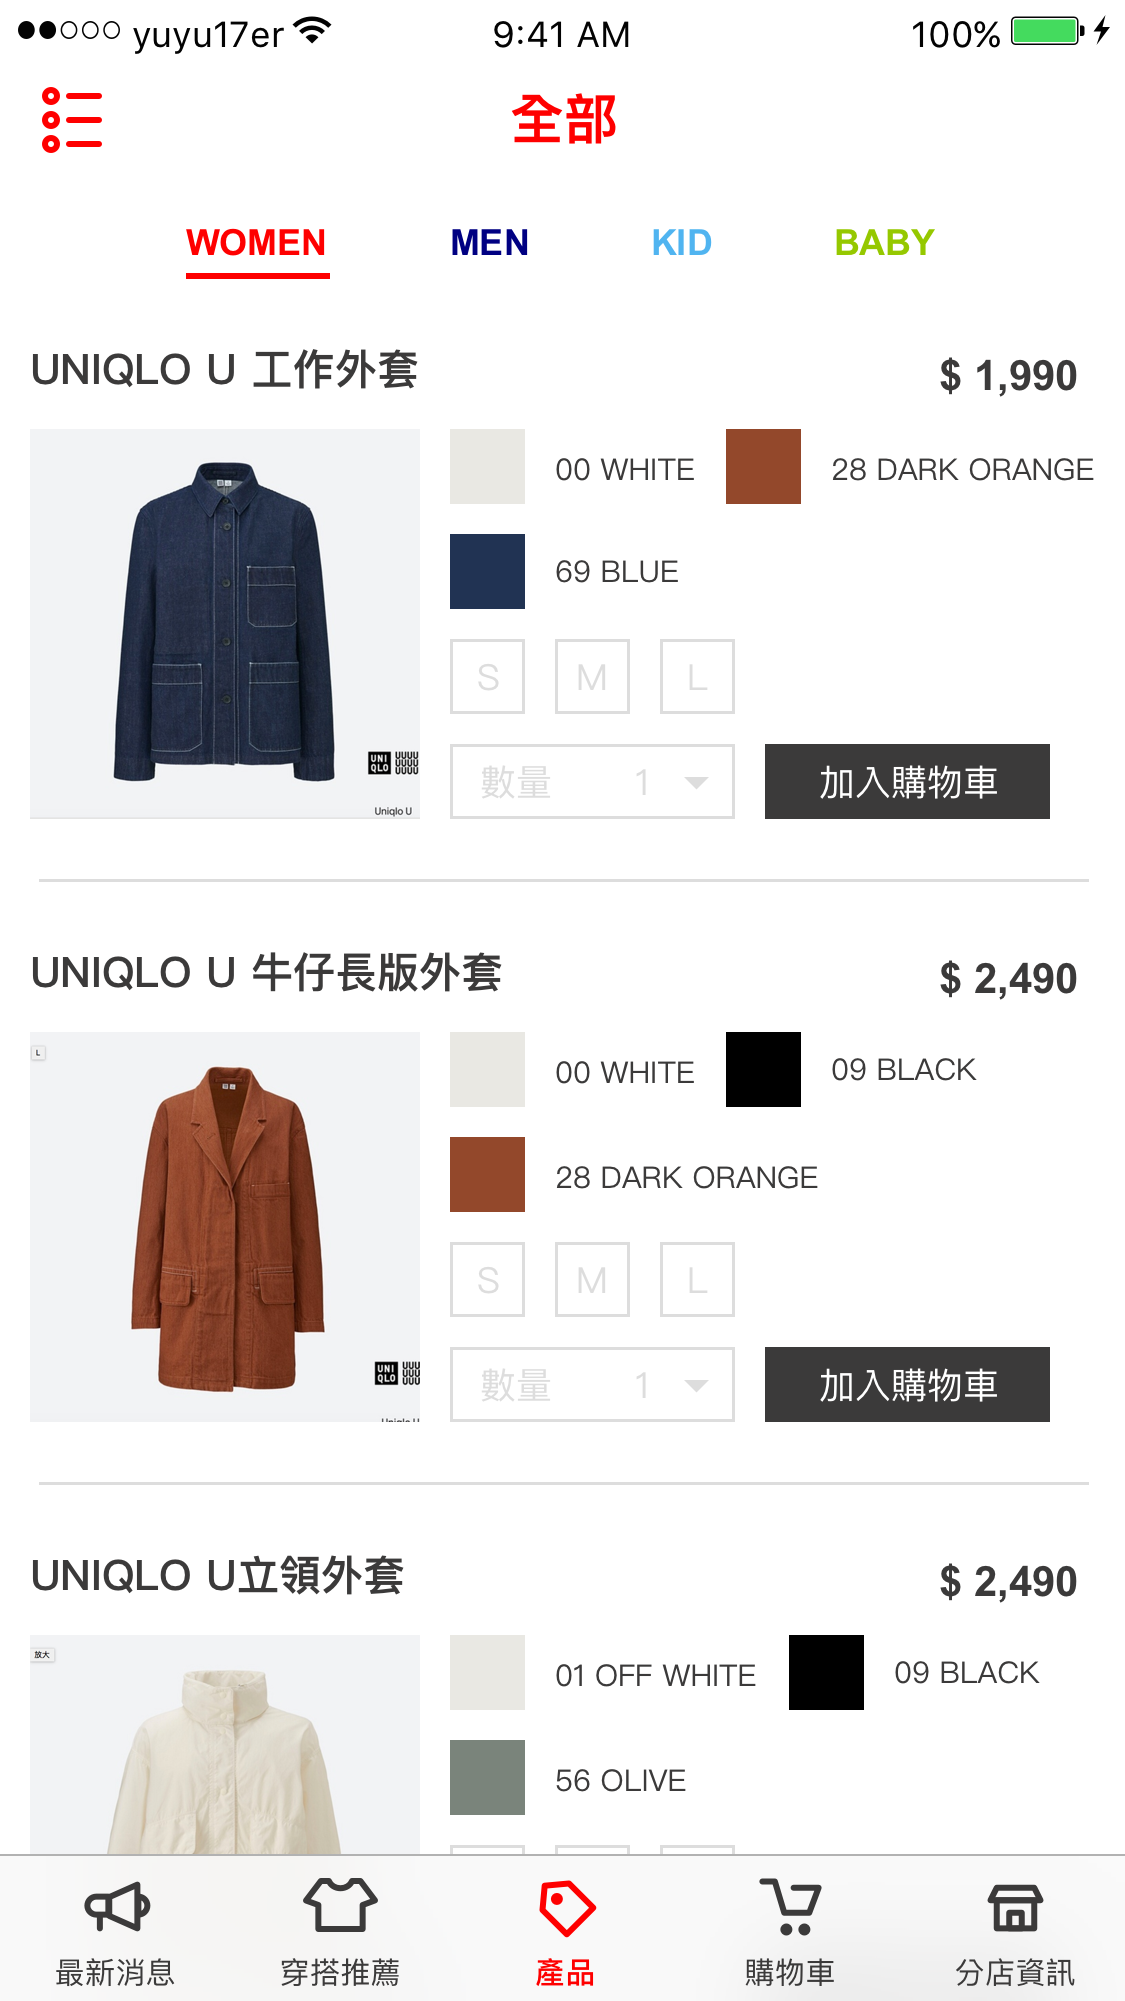 yuyu17er 9:41 AM 100%
全部
WOMEN MEN KID BABY
UNIQLO U 工作外套 $ 1,990
00 WHITE 28 DARK ORANGE
69 BLUE
S M L
UNI
QLO
Uniqlo U
數量 1 加入購物車
UNIQLO U 牛仔長版外套 $ 2,490
L
00 WHITE 09 BLACK
28 DARK ORANGE
S M L
UNI
QLO
數量 1 加入購物車
Uniqlo U
UNIQLO U立領外套 $ 2,490
放大
01 OFF WHITE 09 BLACK
56 OLIVE
最新消息 穿搭推薦 產品 購物車 分店資訊